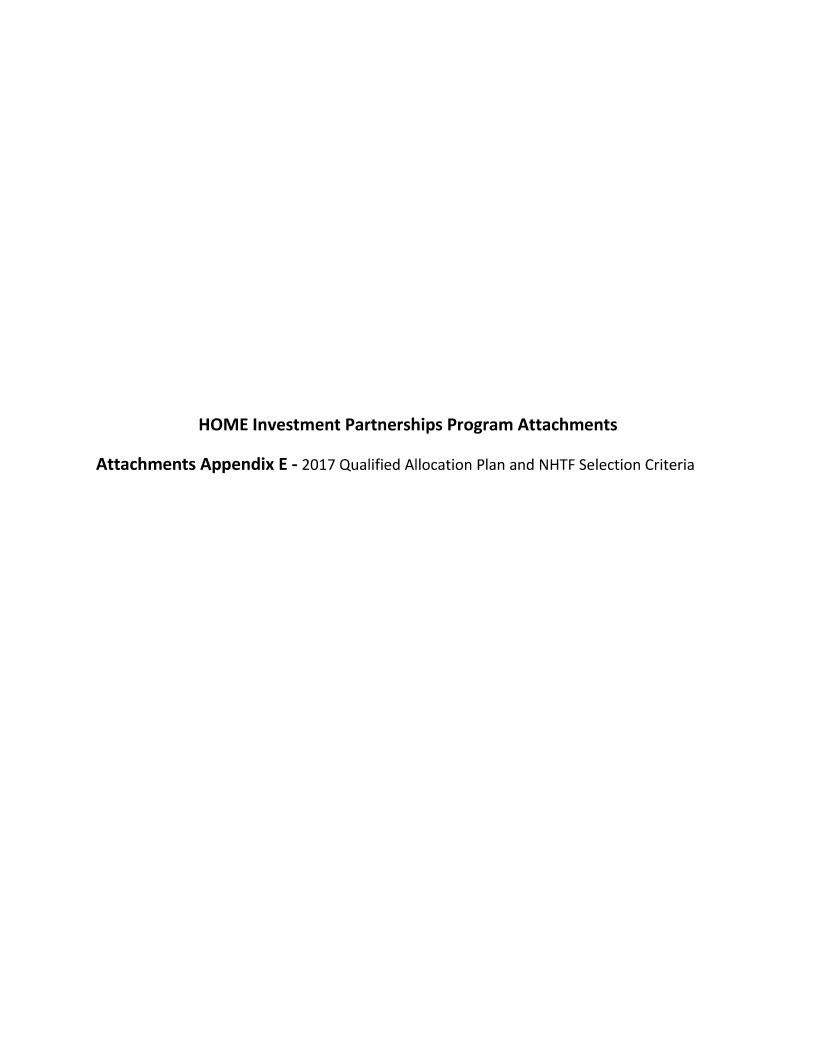 HOME Investment Partnerships Program Attachments
Attachments Appendix E - 2017 Qualified Allocation Plan and NHTF Selection Criteria